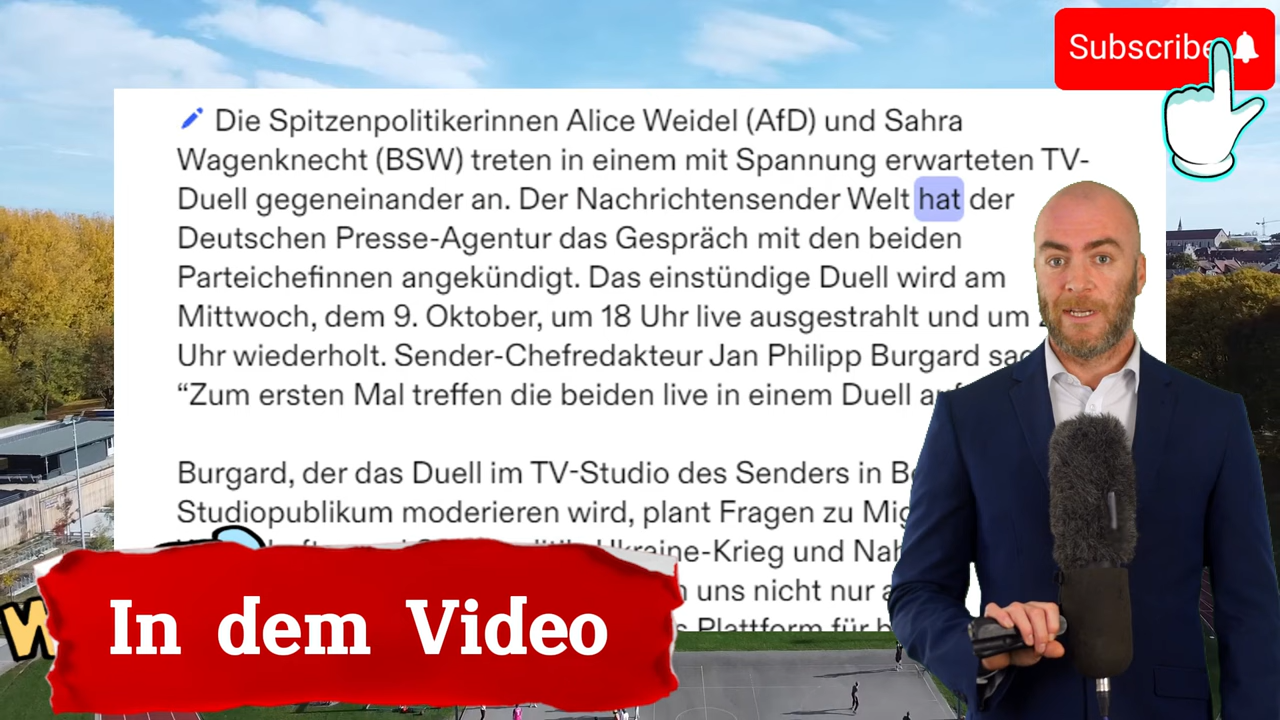 Subscribe
Die Spitzenpolitikerinnen Alice Weidel (AfD) und Sahra
Wagenknecht (BSW) treten in einem mit Spannung erwarteten TV-
Duell gegeneinander an. Der Nachrichtensender Welt hat der
Deutschen Presse-Agentur das Gespräch mit den beiden
Parteichefinnen angekündigt. Das einstündige Duell wird am
Mittwoch, dem 9. Oktober, um 18 Uhr live ausgestrahlt und um
Uhr wiederholt. Sender-Chefredakteur Jan Philipp Burgard
“Zum ersten Mal treffen die beiden live in einem Duell
Burgard, der das Duell im TV-Studio des Senders in
Studiopublikum moderieren wird, plant Fragen zu
Ukraine-Krieg und
uns nicht nur
Plattform für
In dem Video